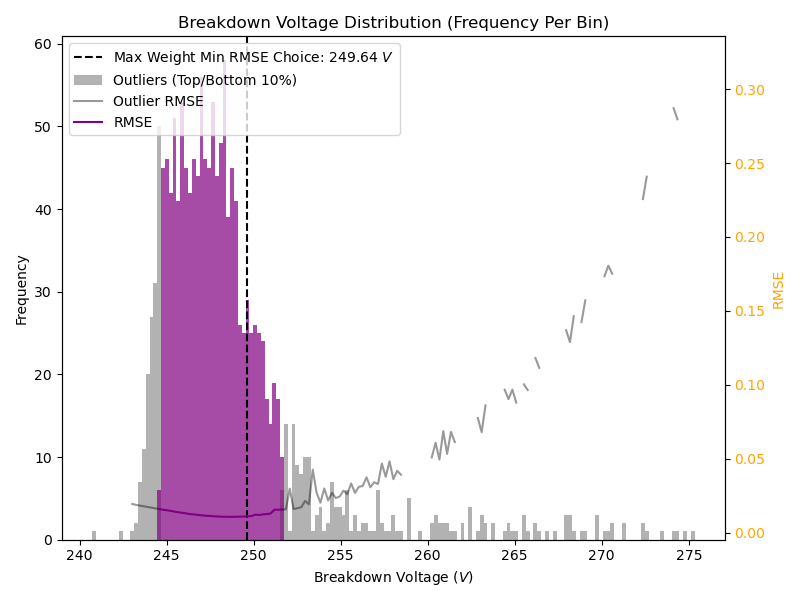 Breakdown Voltage Distribution (Frequency Per Bin)
Max Weight Min RMSE Choice: 249.64 V
Outliers (Top/Bottom 10%)
Outlier RMSE
RMSE
60
50
40
30
20
10
0
Frequency
0.30
0.25
0.20
0.15
0.10
0.05
0.00
RMSE
240 245 250 255 260 265 270 275
Breakdown Voltage (V)